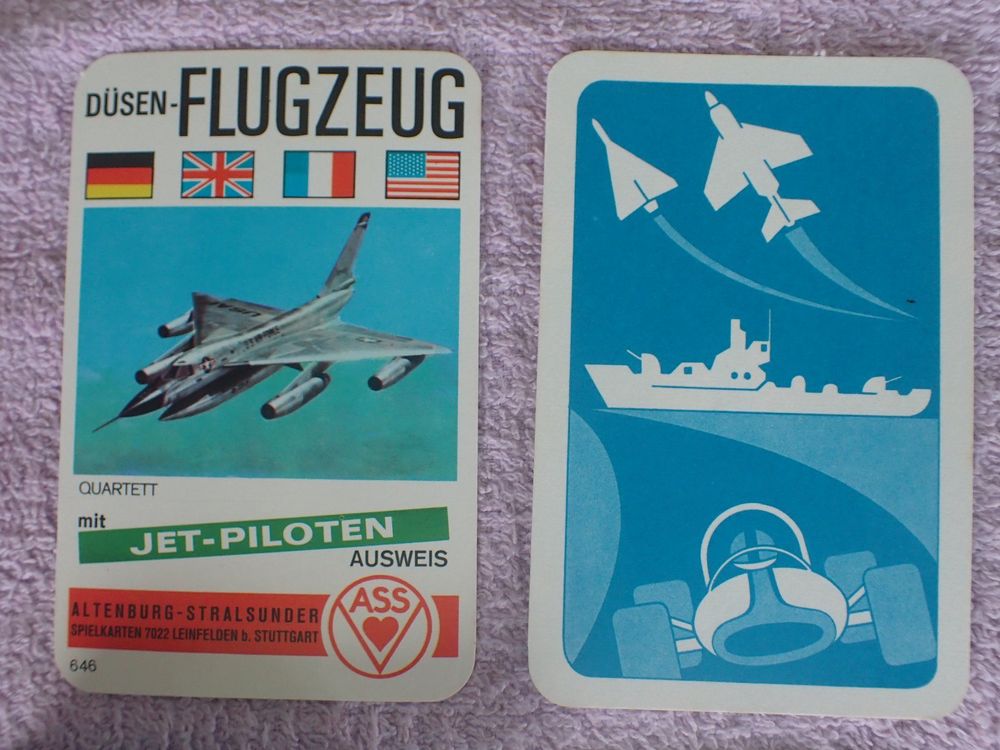 DÜSEN-FLUGZEUG
QUARTETT
mit
JET-PILOTEN
AUSWEIS
ALTENBURG-STRALSUNDER
SPIELKARTEN 7022 LEINFELDEN b. STUTTGART
ASS
646